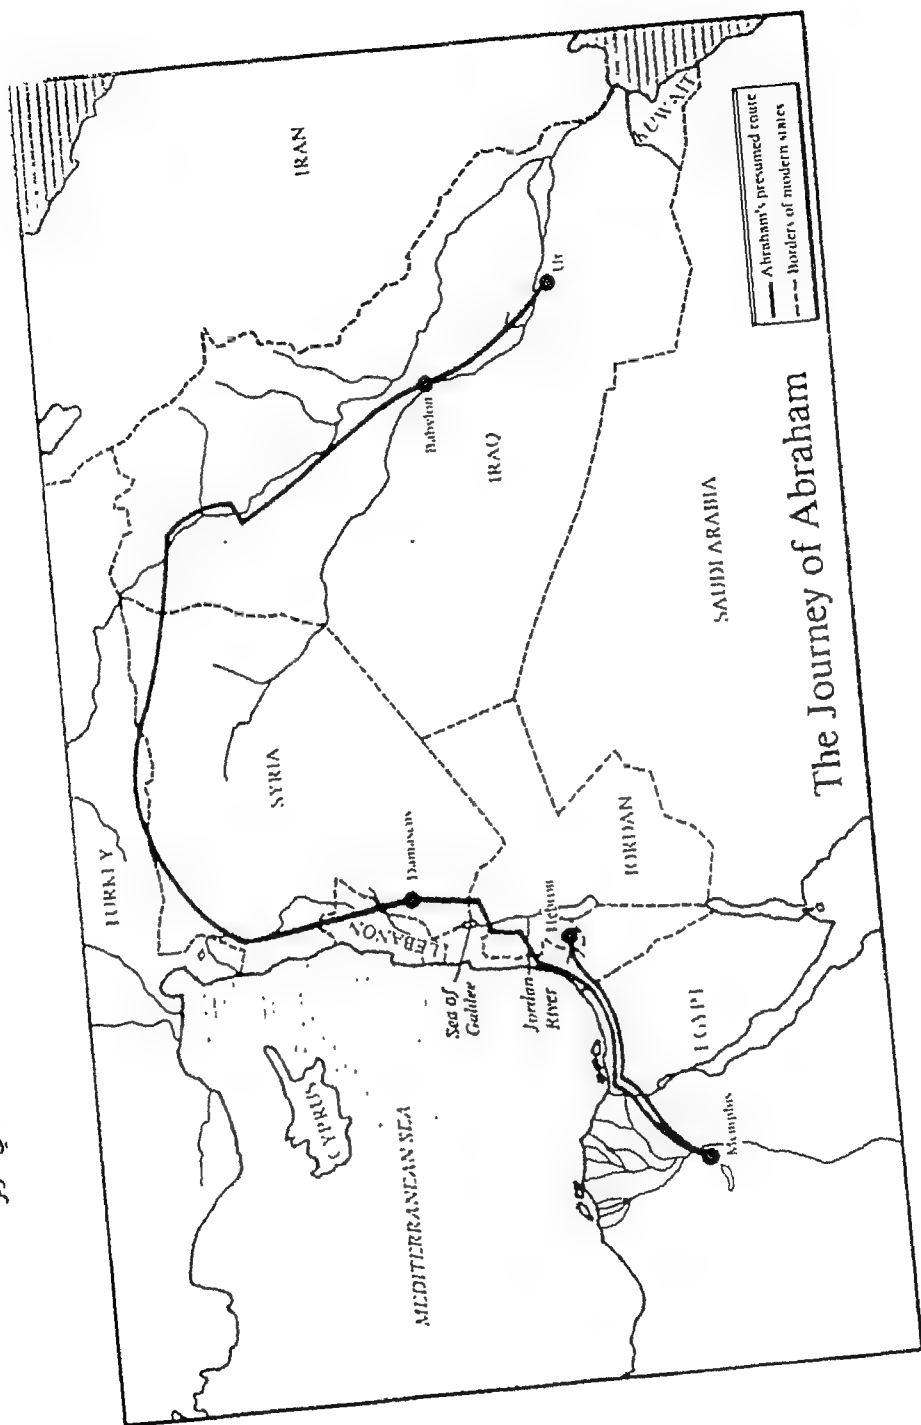 The Journey of Abraham
Abraham's presumed route
Borders of modern states
TURKEY
CYPRUS
MEDITERRANEAN SEA
SYRIA
LEBANON
Damascus
Sea of
Galilee
Jordan
River
Hebron
JORDAN
EGYPT
Memphis
IRAN
IRAQ
Babylon
Ur
KUWAIT
SAUDI ARABIA